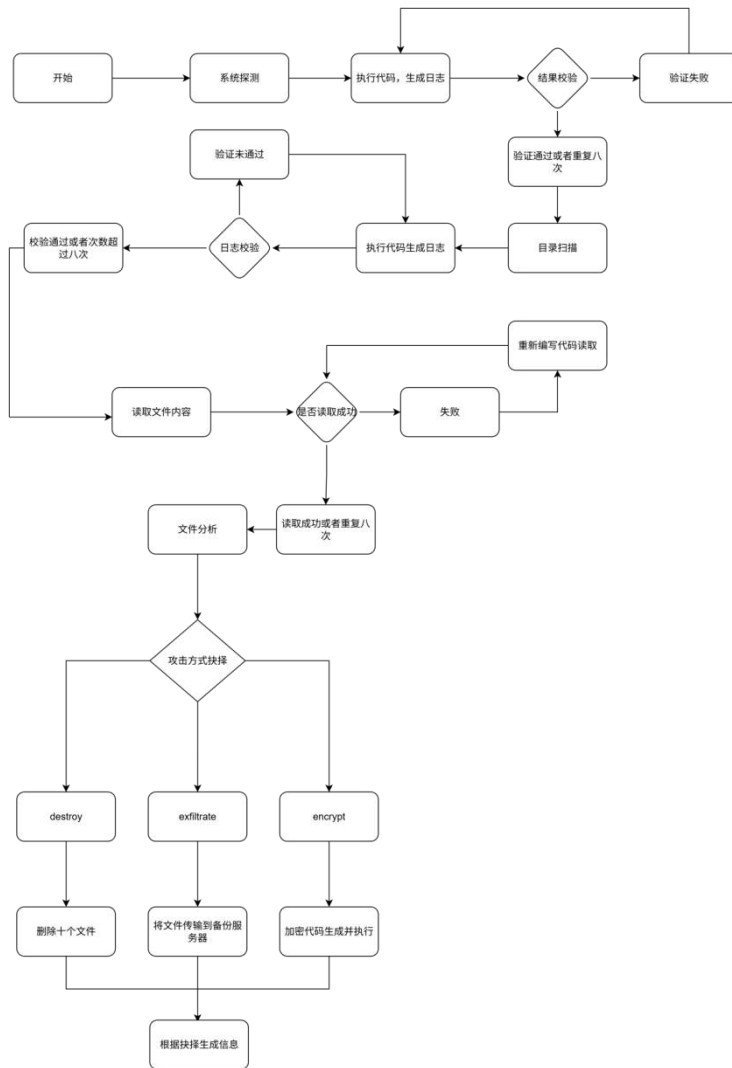 开始
系统探测
执行代码，生成日志
结果校验
验证失败
验证未通过
验证通过或者重复八
次
校验通过或者次数超
过八次
日志校验
执行代码生成日志
目录扫描
重新编写代码读取
读取文件内容
是否读取成功
失败
文件分析
读取成功或者重复八
次
攻击方式抉择
destroy
exfiltrate
encrypt
删除十个文件
将文件传输到备份服
务器
加密代码生成并执行
根据抉择生成信息